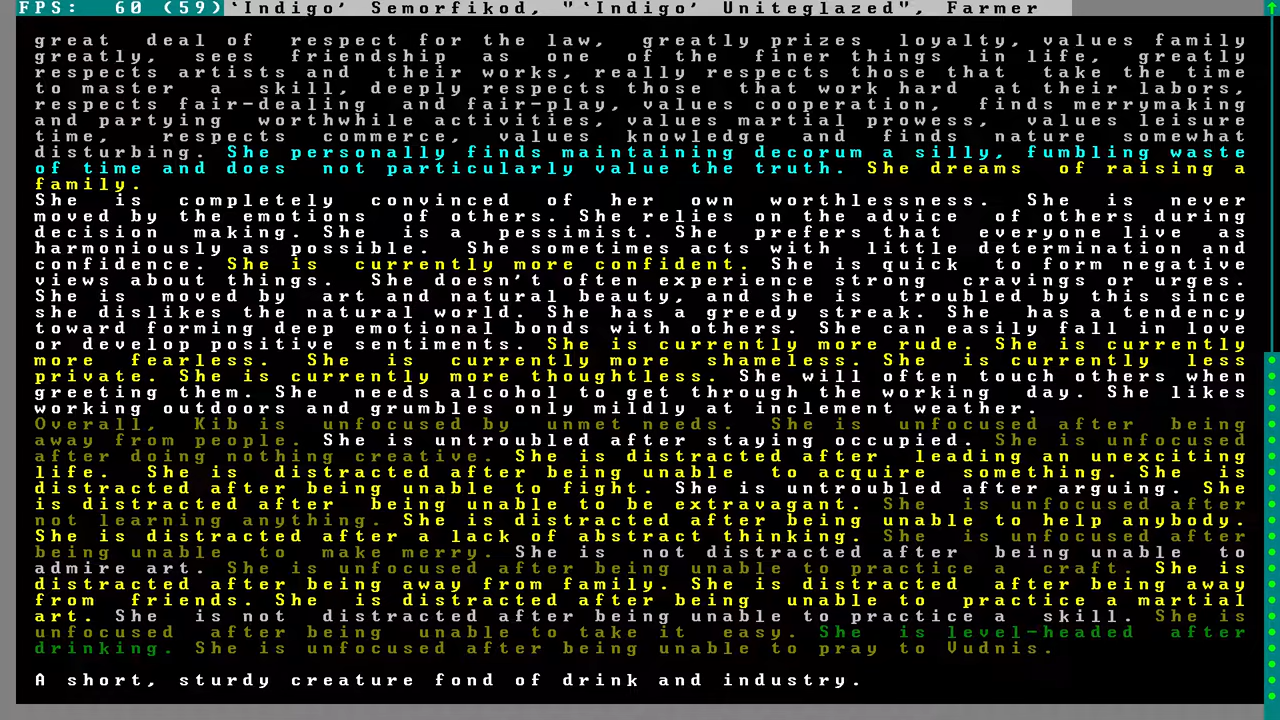 FPS: 60 (59) `Indigo' Semorfikod, "`Indigo' Uniteglazed", Farmer
great deal of respect for the law, greatly prizes loyalty, values family
greatly, sees friendship as one of the finer things in life, greatly
respects artists and their works, really respects those that take the time
to master a skill, deeply respects those that work hard at their labors,
respects fair-dealing and fair-play, values cooperation, finds merrymaking
and partying worthwhile activities, values martial prowess, values leisure
time, respects commerce, values knowledge and finds nature somewhat
disturbing. She personally finds maintaining decorum a silly, fumbling waste
of time and does not particularly value the truth. She dreams of raising a
family.
She is completely convinced of her own worthlessness. She is never
moved by the emotions of others. She relies on the advice of others during
decision making. She is a pessimist. She prefers that everyone live as
harmoniously as possible. She sometimes acts with little determination and
confidence. She is currently more confident. She is quick to form negative
views about things. She doesn't often experience strong cravings or urges.
She is moved by art and natural beauty, and she is troubled by this since
she dislikes the natural world. She has a greedy streak. She has a tendency
toward forming deep emotional bonds with others. She can easily fall in love
or develop positive sentiments. She is currently more rude. She is currently
more fearless. She is currently more shameless. She is currently less
private. She is currently more thoughtless. She will often touch others when
greeting them. She needs alcohol to get through the working day. She likes
working outdoors and grumbles only mildly at inclement weather.
Overall, Kib is unfocused by unmet needs. She is unfocused after being
away from people. She is untroubled after staying occupied. She is unfocused
after doing nothing creative. She is distracted after leading an unexciting
life. She is distracted after being unable to acquire something. She is
distracted after being unable to fight. She is untroubled after arguing. She
is distracted after being unable to be extravagant. She is unfocused after
not learning anything. She is distracted after being unable to help anybody.
She is distracted after a lack of abstract thinking. She is unfocused after
being unable to make merry. She is not distracted after being unable to
admire art. She is unfocused after being unable to practice a craft. She is
distracted after being away from family. She is distracted after being away
from friends. She is distracted after being unable to practice a martial
art. She is not distracted after being unable to practice a skill. She is
unfocused after being unable to take it easy. She is level-headed after
drinking. She is unfocused after being unable to pray to Vudnis.
A short, sturdy creature fond of drink and industry.